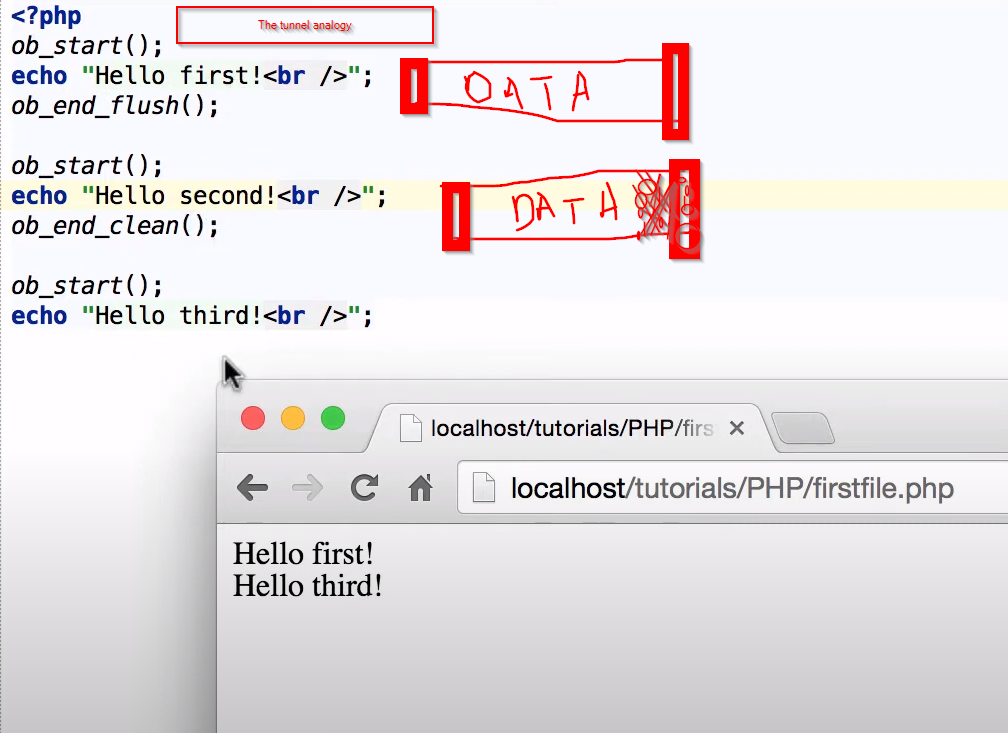 <?php
The tunnel analogy
ob_start();
echo "Hello first!<br />";
DATA
ob_end_flush();
ob_start();
echo "Hello second!<br />";
DATA
ob_end_clean();
ob_start();
echo "Hello third!<br />";
localhost/tutorials/PHP/firs
localhost/tutorials/PHP/firstfile.php
Hello first!
Hello third!